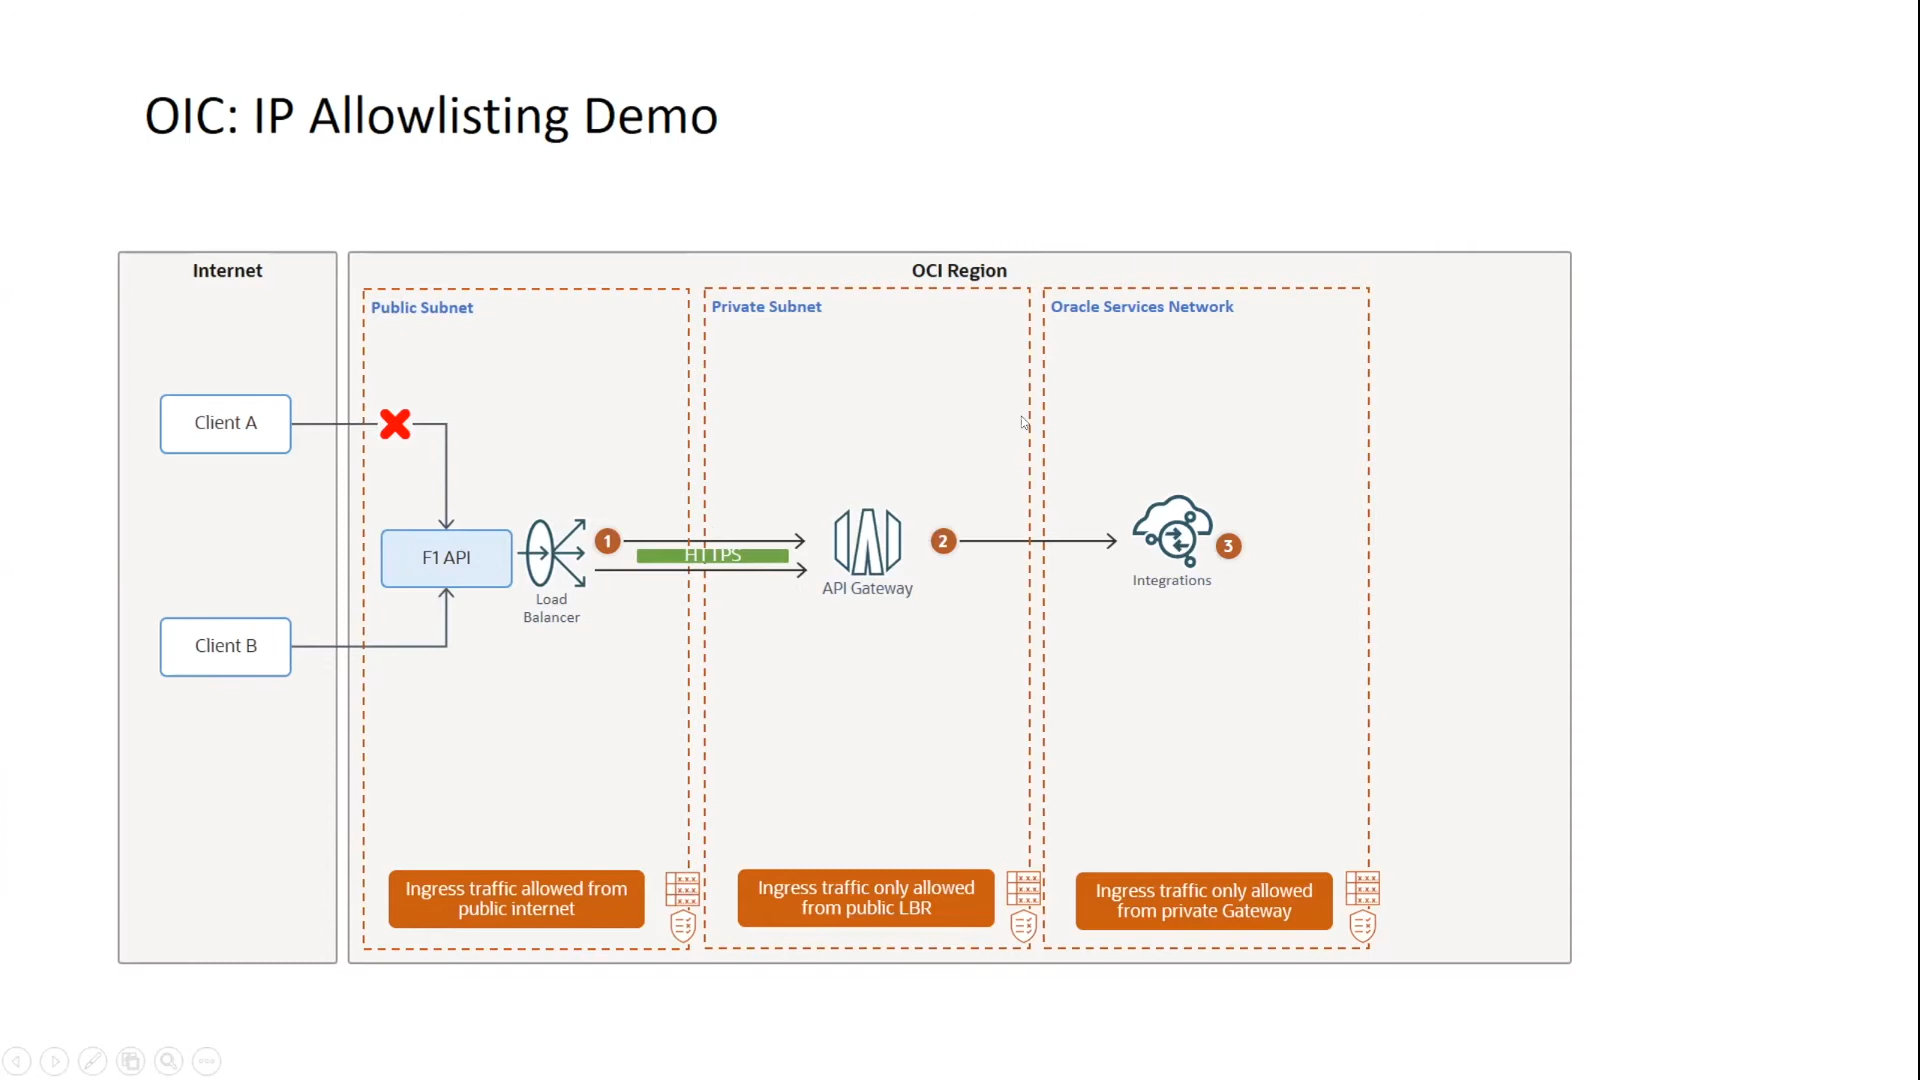 OIC: IP Allowlisting Demo
Internet
OCI Region
Public Subnet
Private Subnet
Oracle Services Network
Client A
F1 API
Load
Balancer
1
HTTPS
API Gateway
2
Integrations
3
Client B
Ingress traffic allowed from
public internet
Ingress traffic only allowed
from public LBR
Ingress traffic only allowed
from private Gateway